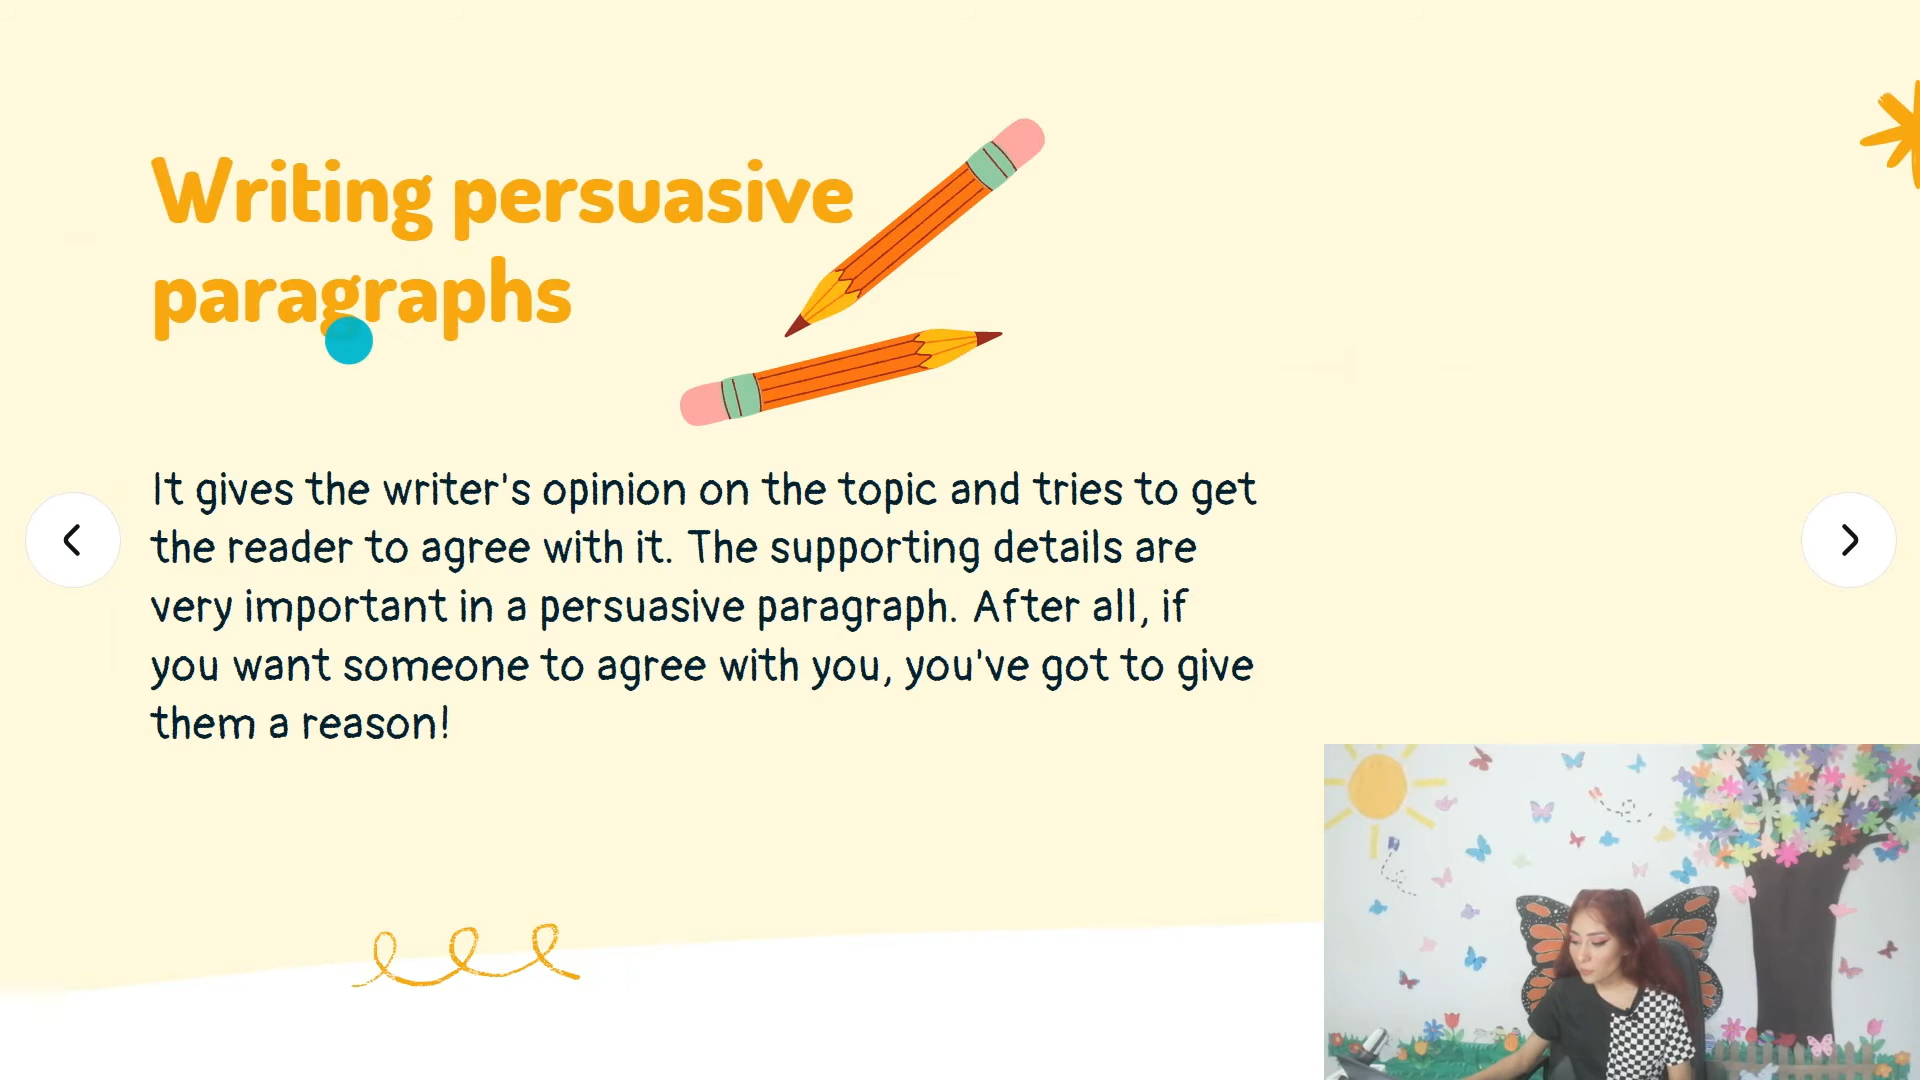 Writing persuasive
paragraphs
It gives the writer's opinion on the topic and tries to get
the reader to agree with it. The supporting details are
very important in a persuasive paragraph. After all, if
you want someone to agree with you, you've got to give
them a reason!